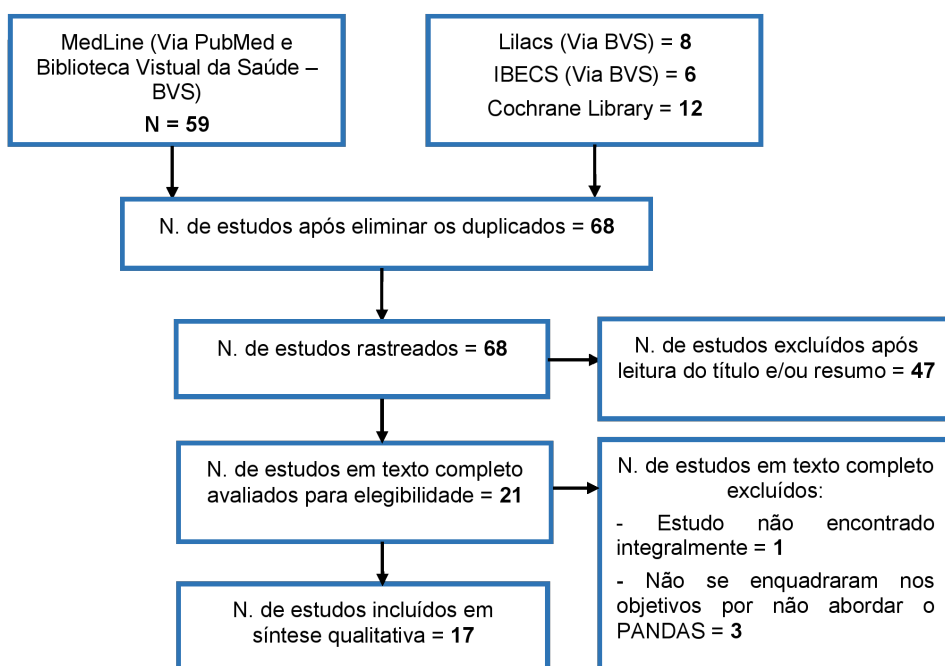 MedLine (Via PubMed e
Biblioteca Vistual da Saúde –
BVS)
N = 59
Lilacs (Via BVS) = 8
IBECS (Via BVS) = 6
Cochrane Library = 12
N. de estudos após eliminar os duplicados = 68
N. de estudos rastreados = 68
N. de estudos excluídos após
leitura do título e/ou resumo = 47
N. de estudos em texto completo
avaliados para elegibilidade = 21
N. de estudos em texto completo
excluídos:
- Estudo não encontrado
integralmente = 1
- Não se enquadraram nos
objetivos por não abordar o
PANDAS = 3
N. de estudos incluídos em
síntese qualitativa = 17